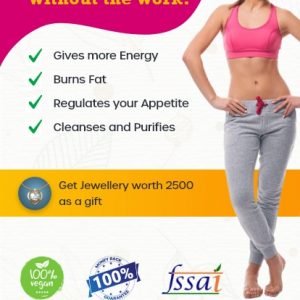 without the work.
Gives more Energy
Burns Fat
Regulates your Appetite
Cleanses and Purifies
Get Jewellery worth 2500
as a gift
100%
vegan
MONEY BACK
100%
GUARANTEE
fssai